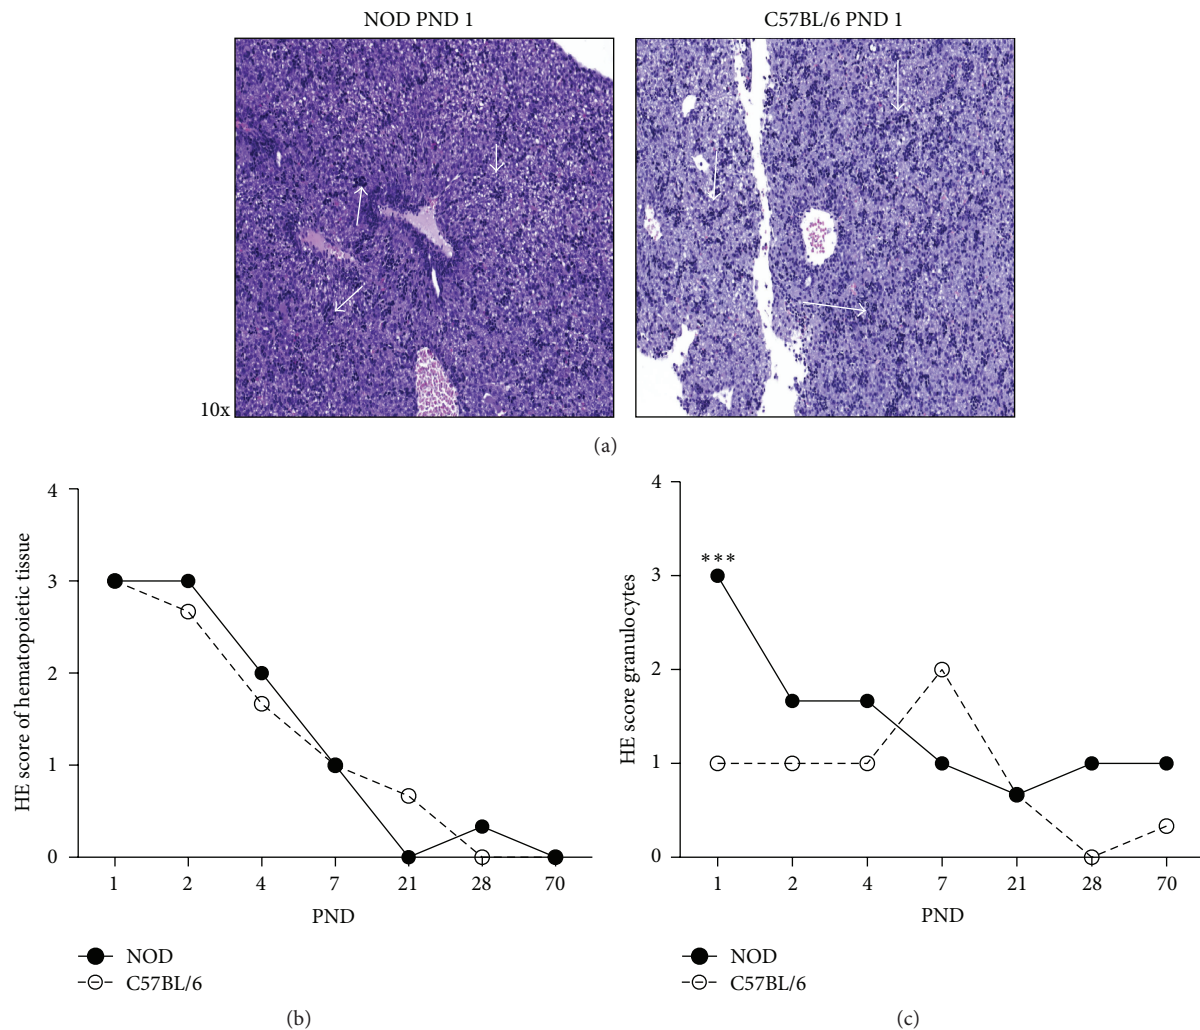 NOD PND 1
C57BL/6 PND 1
10x
(a)
HE score of hematopoietic tissue
4
3
2
1
0
1 2 4 7 21 28 70
PND
NOD
C57BL/6
(b)
HE score granulocytes
4
3
2
1
0
***
1 2 4 7 21 28 70
PND
NOD
C57BL/6
(c)